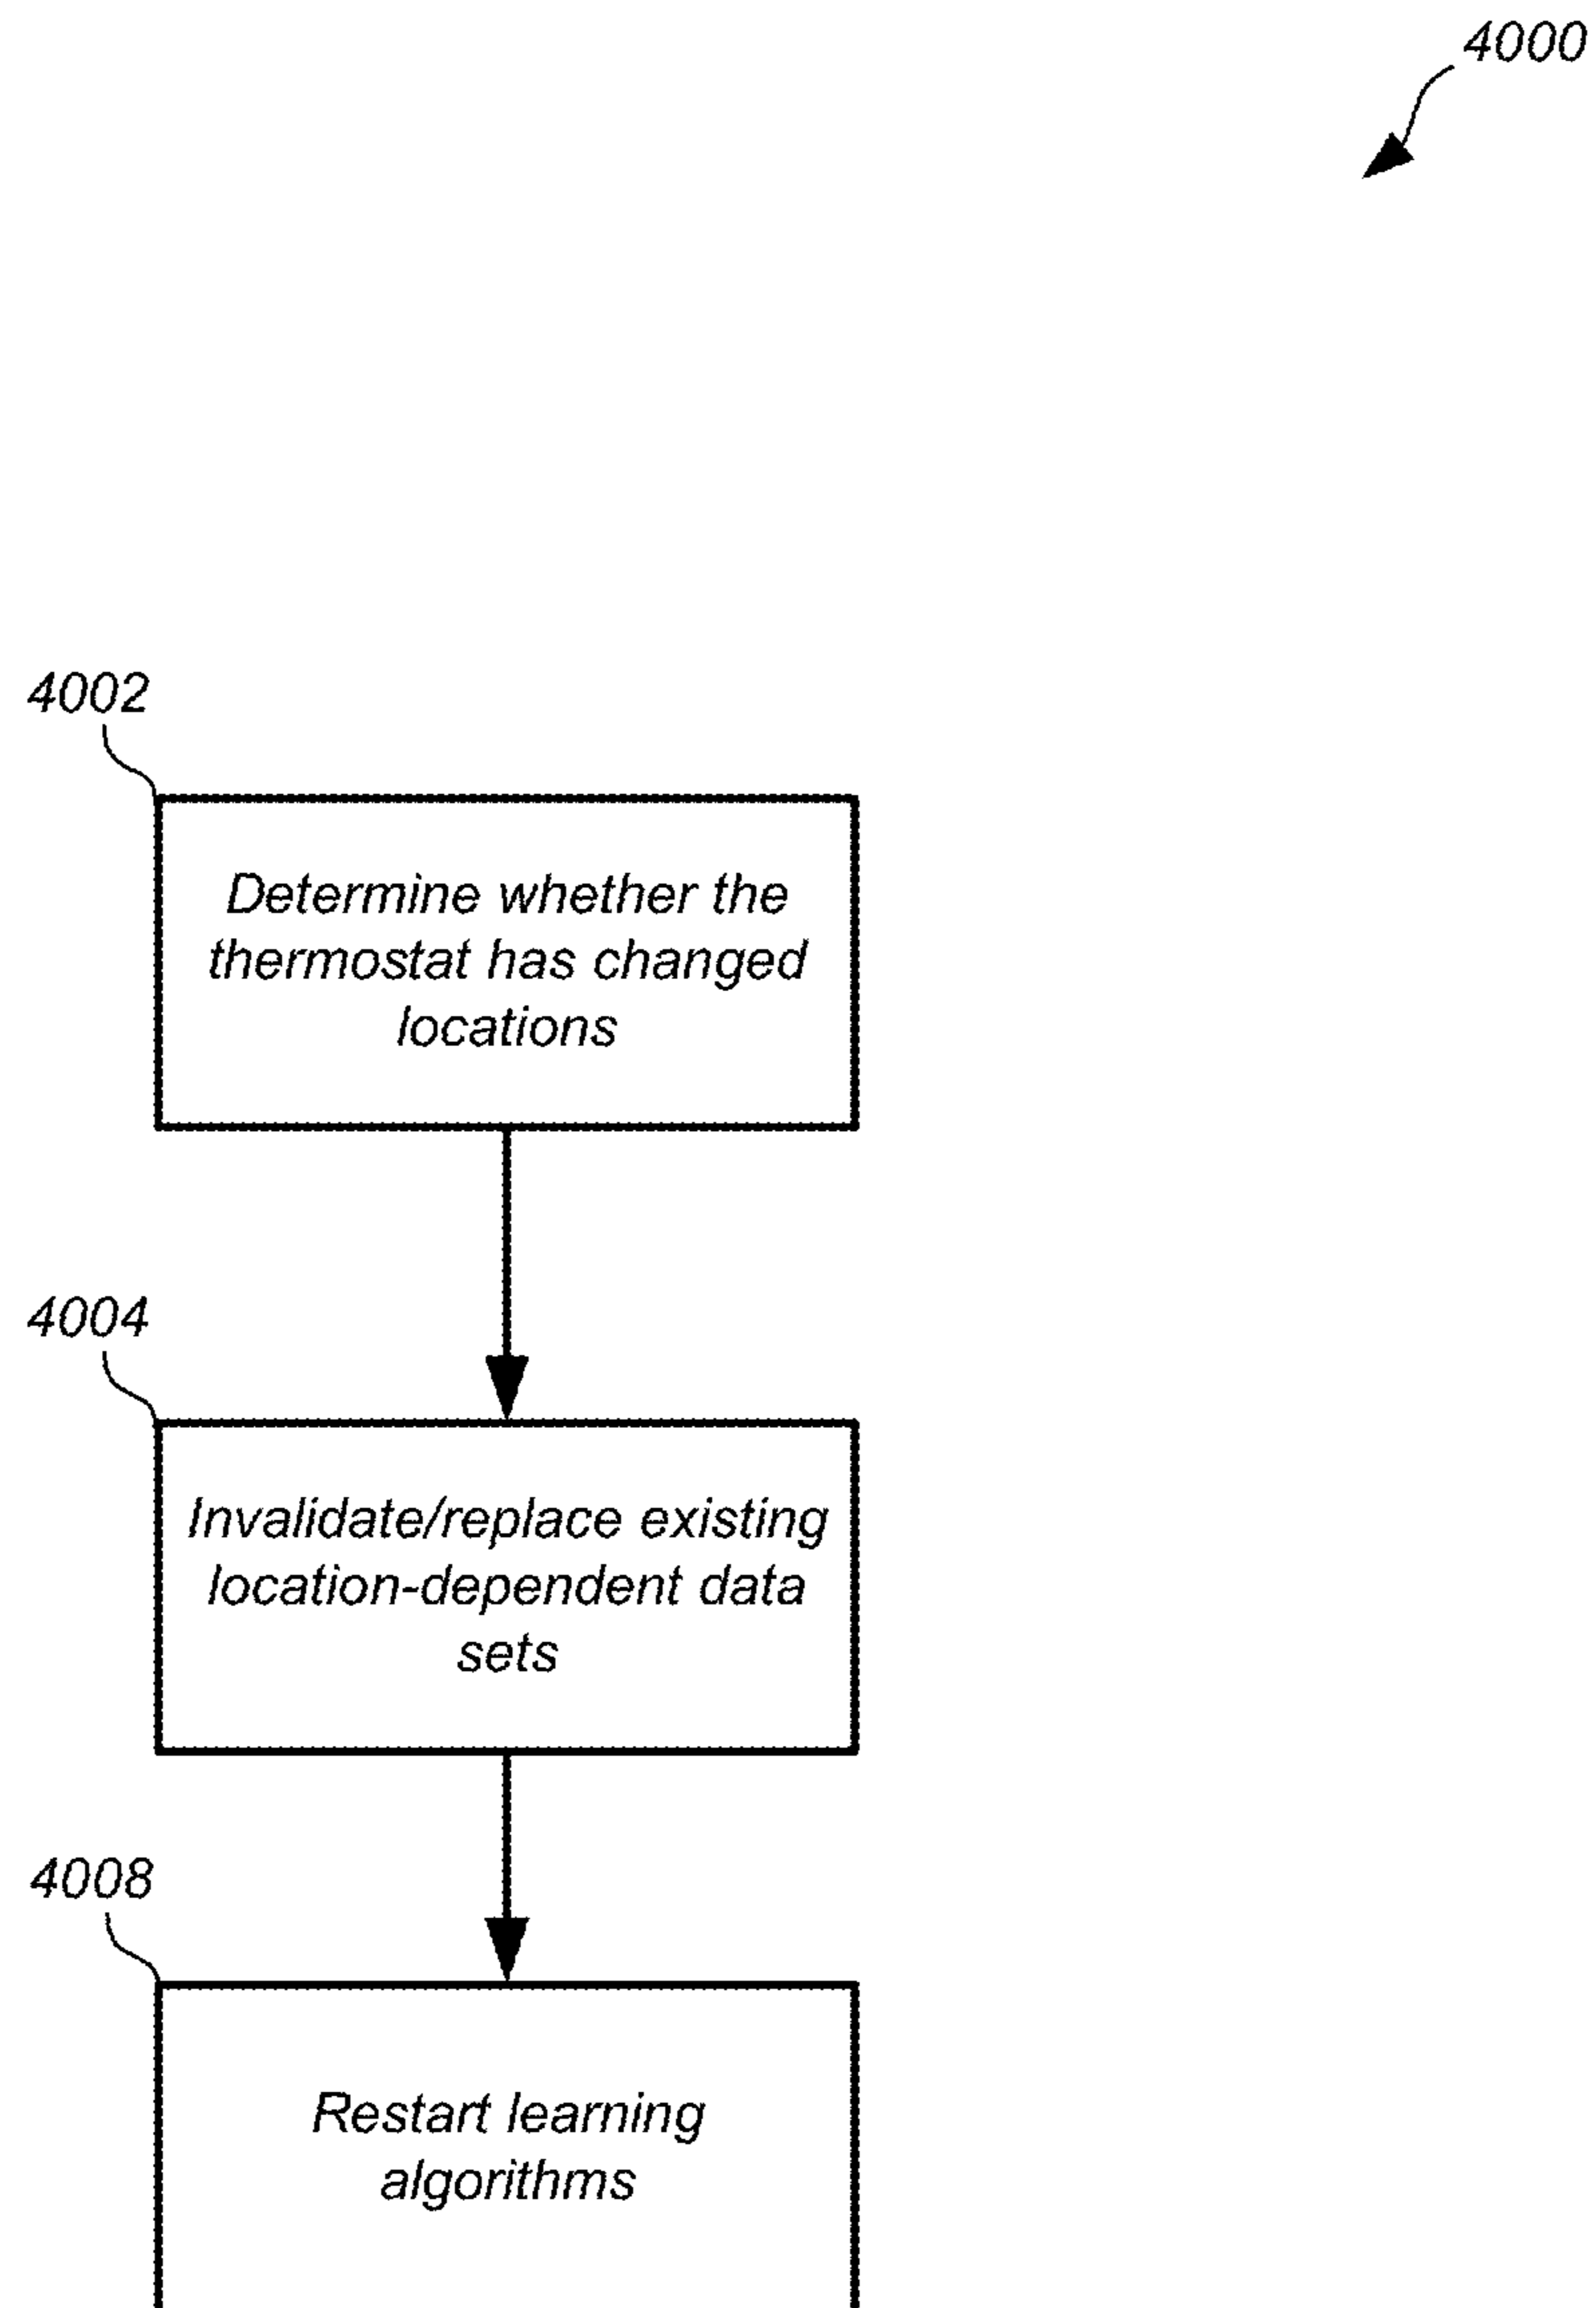 4000
4002
Determine whether the
thermostat has changed
locations
4004
Invalidate/replace existing
location-dependent data
sets
4008
Restart learning
algorithms